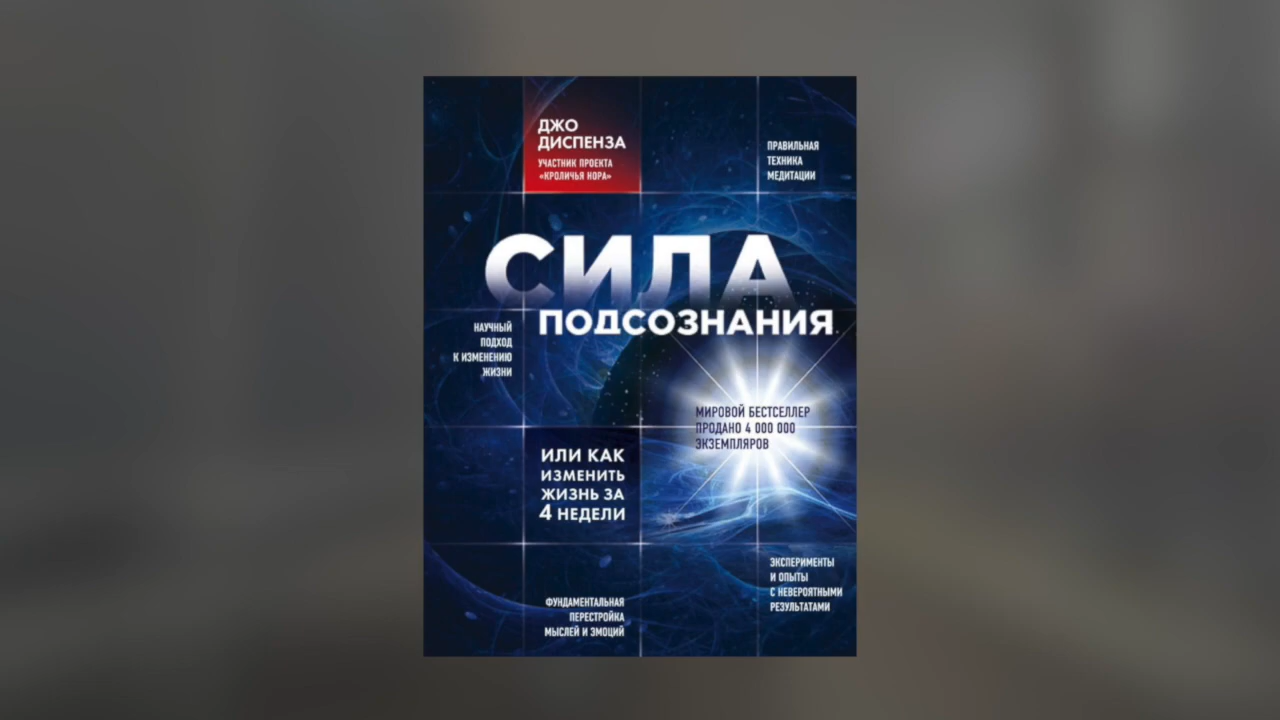 ДЖО
ДИСПЕНЗА
УЧАСТНИК ПРОЕКТА
«КРОЛИЧЬЯ НОРА»
ПРАВИЛЬНАЯ
ТЕХНИКА
МЕДИТАЦИИ
СИЛА
ПОДСОЗНАНИЯ
НАУЧНЫЙ
ПОДХОД
К ИЗМЕНЕНИЮ
ЖИЗНИ
МИРОВОЙ БЕСТСЕЛЛЕР
ПРОДАНО 4 000 000
ЭКЗЕМПЛЯРОВ
ИЛИ КАК
ИЗМЕНИТЬ
ЖИЗНЬ ЗА
4 НЕДЕЛИ
ЭКСПЕРИМЕНТЫ
И ОПЫТЫ
С НЕВЕРОЯТНЫМИ
РЕЗУЛЬТАТАМИ
ФУНДАМЕНТАЛЬНАЯ
ПЕРЕСТРОЙКА
МЫСЛЕЙ И ЭМОЦИЙ